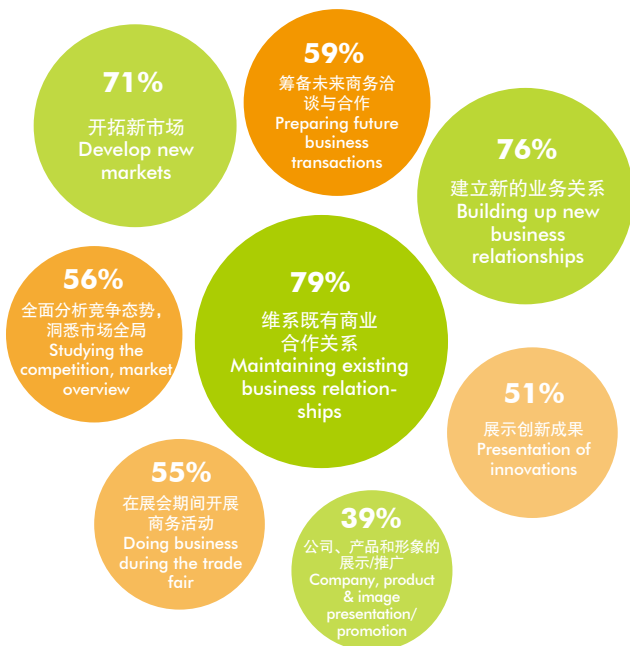 71%
开拓新市场
Develop new
markets
59%
筹备未来商务洽
谈与合作
Preparing future
business
transactions
76%
建立新的业务关系
Building up new
business
relationships
56%
全面分析竞争态势，
洞悉市场全局
Studying the
competition, market
overview
79%
维系既有商业
合作关系
Maintaining existing
business relation-
ships
51%
展示创新成果
Presentation of
innovations
55%
在展会期间开展
商务活动
Doing business
during the trade
fair
39%
公司、产品和形象的
展示/推广
Company, product
& image
presentation/
promotion